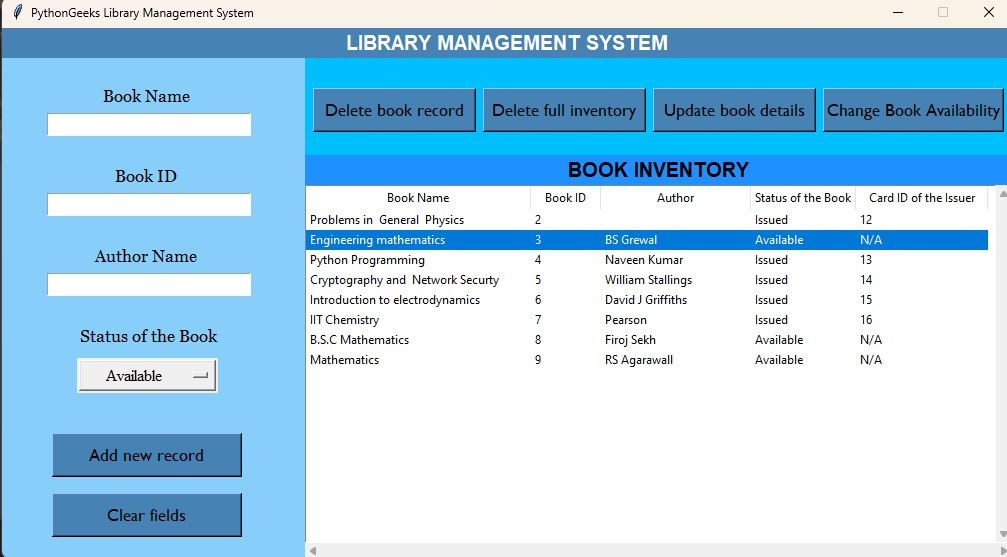 PythonGeeks Library Management System
LIBRARY MANAGEMENT SYSTEM
Book Name
Book ID
Author Name
Status of the Book
Available
Add new record
Clear fields
Delete book record Delete full inventory Update book details Change Book Availability
BOOK INVENTORY
Book Name Book ID Author Status of the Book Card ID of the Issuer
Problems in General Physics 2 Issued 12
Engineering mathematics 3 BS Grewal Available N/A
Python Programming 4 Naveen Kumar Issued 13
Cryptography and Network Securty 5 William Stallings Issued 14
Introduction to electrodynamics 6 David J Griffiths Issued 15
IIT Chemistry 7 Pearson Issued 16
B.S.C Mathematics 8 Firoj Sekh Available N/A
Mathematics 9 RS Agarawall Available N/A